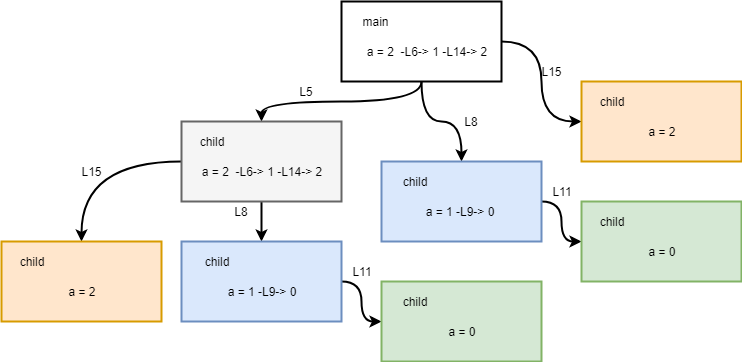 main
a = 2  -L6-> 1 -L14-> 2
L15
L5
child
a = 2
L8
child
a = 2  -L6-> 1 -L14-> 2
L15
child
a = 1 -L9-> 0
L11
L8
child
a = 0
child
a = 2
child
a = 1 -L9-> 0
L11
child
a = 0